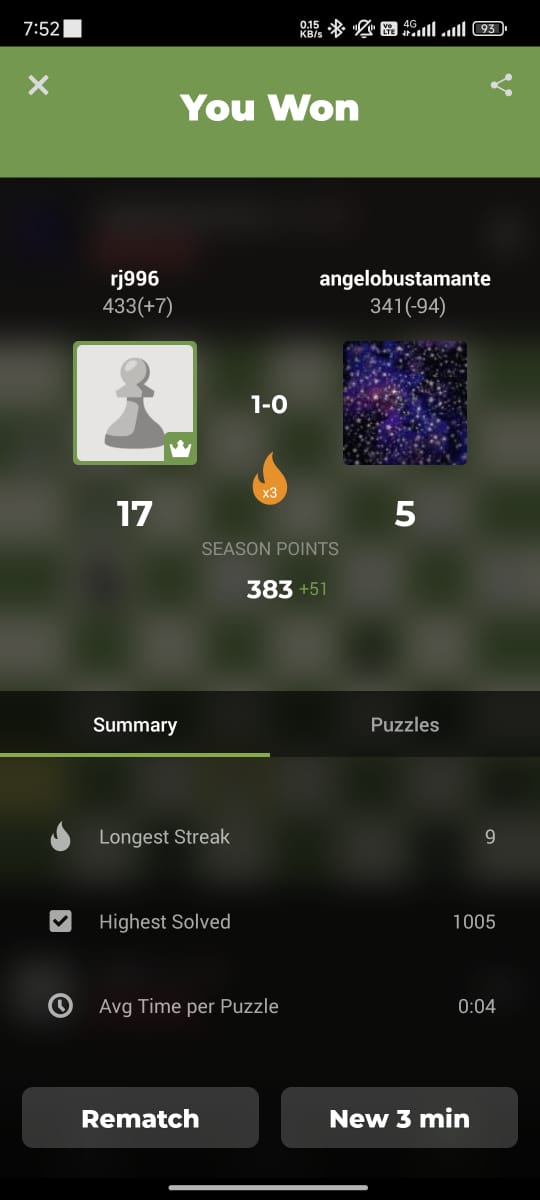 7:52
0.15
KB/s
Vo
LTE
4G
93
You Won
rj996
angelobustamante
433(+7)
341(-94)
1-0
x3
17
5
SEASON POINTS
383 +51
Summary
Puzzles
Longest Streak
9
Highest Solved
1005
Avg Time per Puzzle
0:04
Rematch
New 3 min